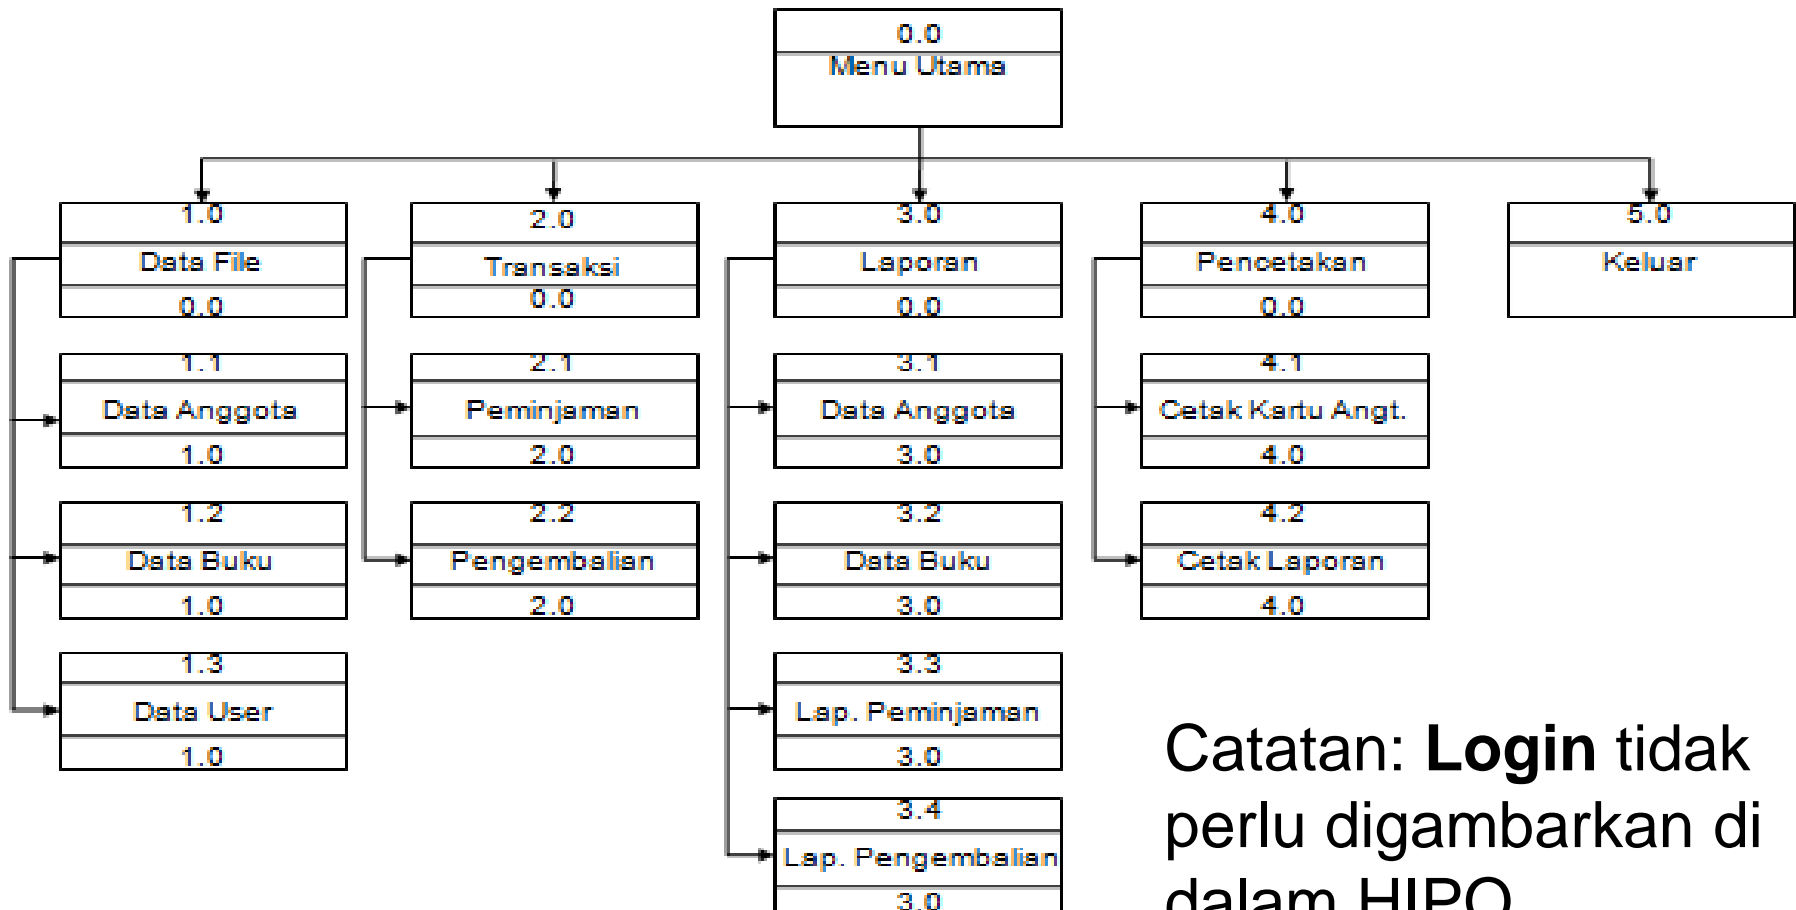 0.0
Menu Utama
1.0
Data File
0.0
2.0
Transaksi
0.0
3.0
Laporan
0.0
4.0
Pencetakan
0.0
5.0
Keluar
1.1
Data Anggota
1.0
2.1
Peminjaman
2.0
3.1
Data Anggota
3.0
4.1
Cetak Kartu Angt.
4.0
1.2
Data Buku
1.0
2.2
Pengembalian
2.0
3.2
Data Buku
3.0
4.2
Cetak Laporan
4.0
1.3
Data User
1.0
3.3
Lap. Peminjaman
3.0
3.4
Lap. Pengembalian
3.0
Catatan: Login tidak
perlu digambarkan di
dalam HIPO